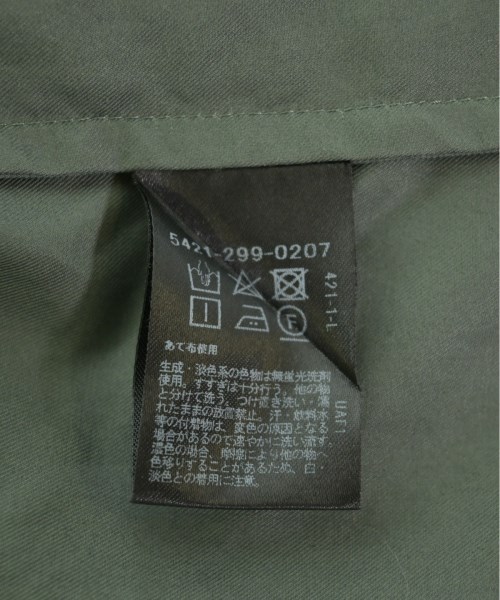 5421-299-0207
F
あて布使用
生成・淡色系の色物は無蛍光洗剤
使用。すすぎは十分行う。他の物
と分けて洗う。つけ置き洗い・濡
れたままの放置禁止。汗・飲料水
等の付着物は、変色の原因となる
場合があるので速やかに洗い流す。
濃色の場合、摩擦により他の物へ
色移りすることがあるため、白・
淡色との着用に注意。
421-1-L
UAF1